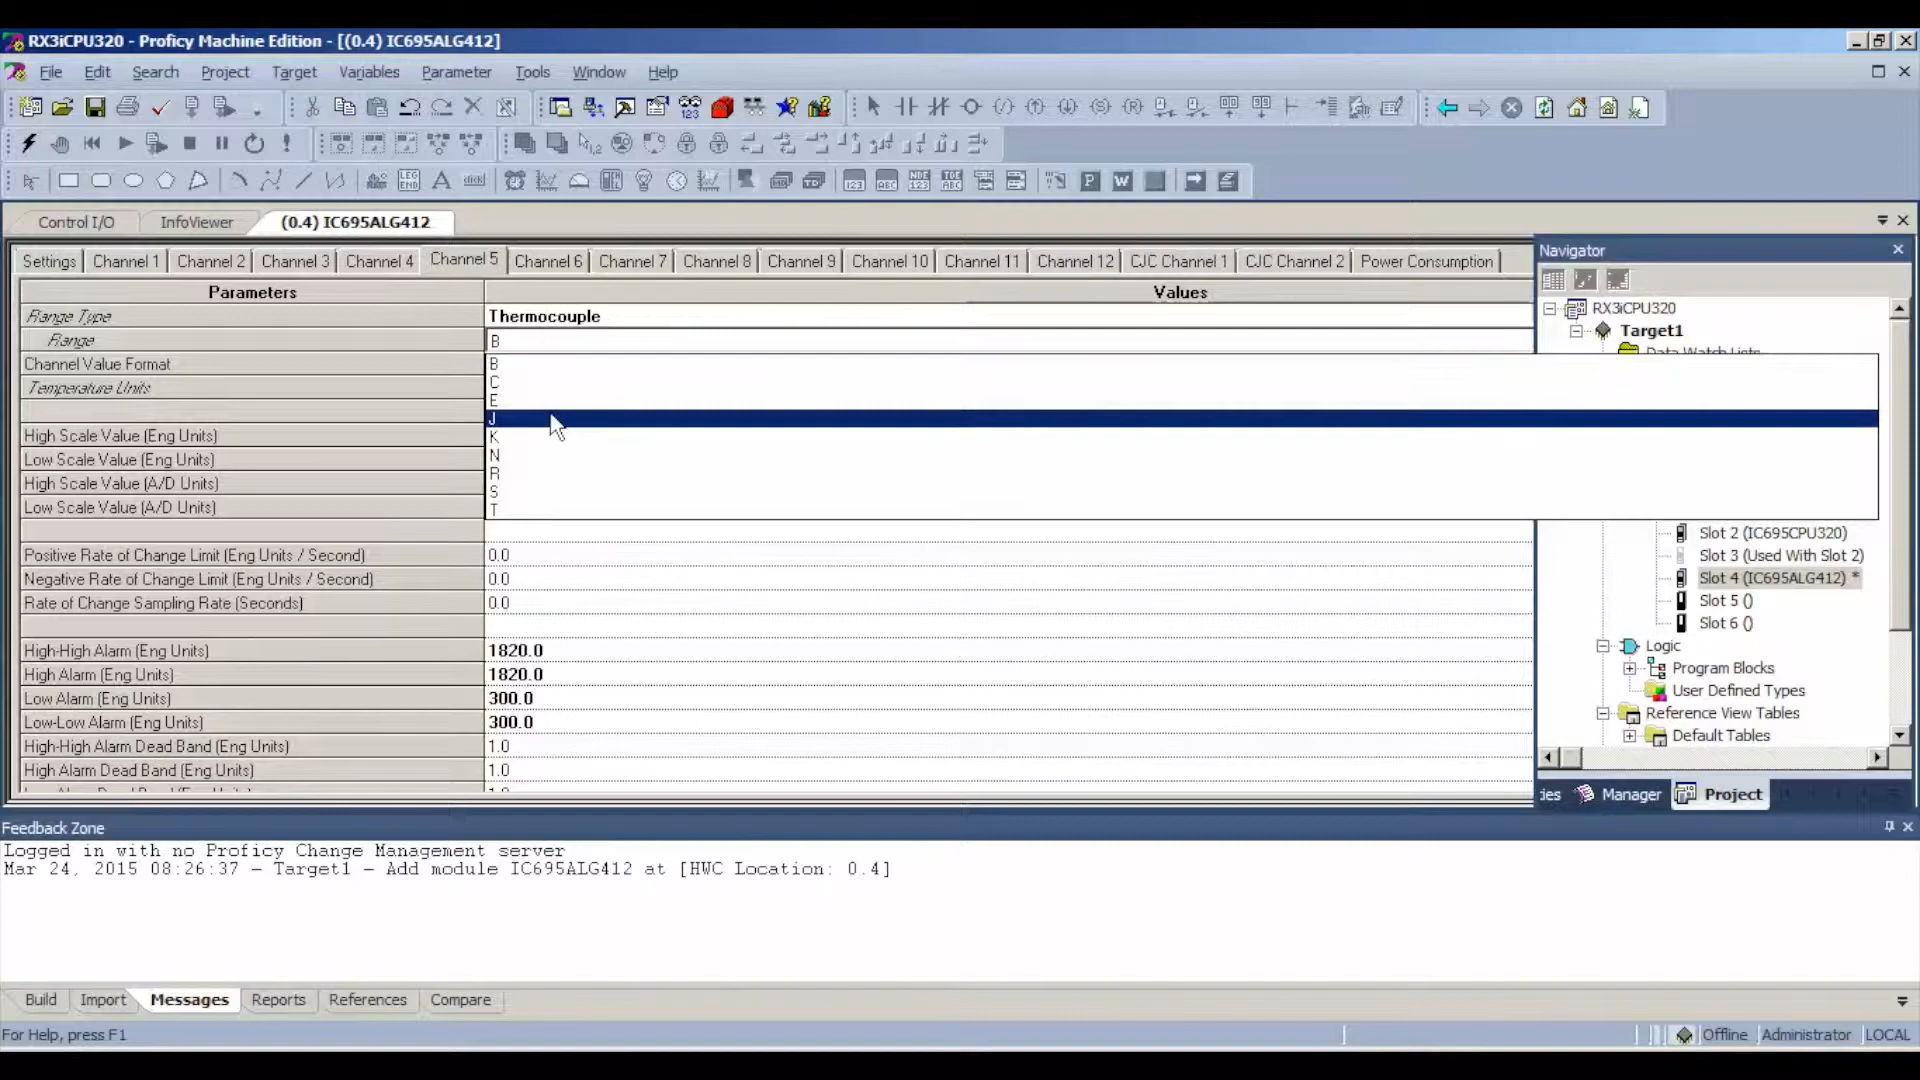 RX3iCPU320 - Proficy Machine Edition - [(0.4) IC695ALG412]
File Edit Search Project Target Variables Parameter Tools Window Help
Control I/O InfoViewer (0.4) IC695ALG412
Settings Channel 1 Channel 2 Channel 3 Channel 4 Channel 5 Channel 6 Channel 7 Channel 8 Channel 9 Channel 10 Channel 11 Channel 12 CJC Channel 1 CJC Channel 2 Power Consumption
Parameters Values
Range Type Thermocouple
Range B
Channel Value Format
Temperature Units
High Scale Value (Eng Units)
Low Scale Value (Eng Units)
High Scale Value (A/D Units)
Low Scale Value (A/D Units)
B
C
E
J
K
N
R
S
T
Positive Rate of Change Limit (Eng Units / Second) 0.0
Negative Rate of Change Limit (Eng Units / Second) 0.0
Rate of Change Sampling Rate (Seconds) 0.0
High-High Alarm (Eng Units) 1820.0
High Alarm (Eng Units) 1820.0
Low Alarm (Eng Units) 300.0
Low-Low Alarm (Eng Units) 300.0
High-High Alarm Dead Band (Eng Units) 1.0
High Alarm Dead Band (Eng Units) 1.0
Navigator
RX3iCPU320
Target1
Data Watch Lists
Slot 2 (IC695CPU320)
Slot 3 (Used With Slot 2)
Slot 4 (IC695ALG412) *
Slot 5 ()
Slot 6 ()
Logic
Program Blocks
User Defined Types
Reference View Tables
Default Tables
ies Manager Project
Feedback Zone
Logged in with no Proficy Change Management server
Mar 24, 2015 08:26:37 - Target1 - Add module IC695ALG412 at [HWC Location: 0.4]
Build Import Messages Reports References Compare
For Help, press F1 Offline Administrator LOCAL